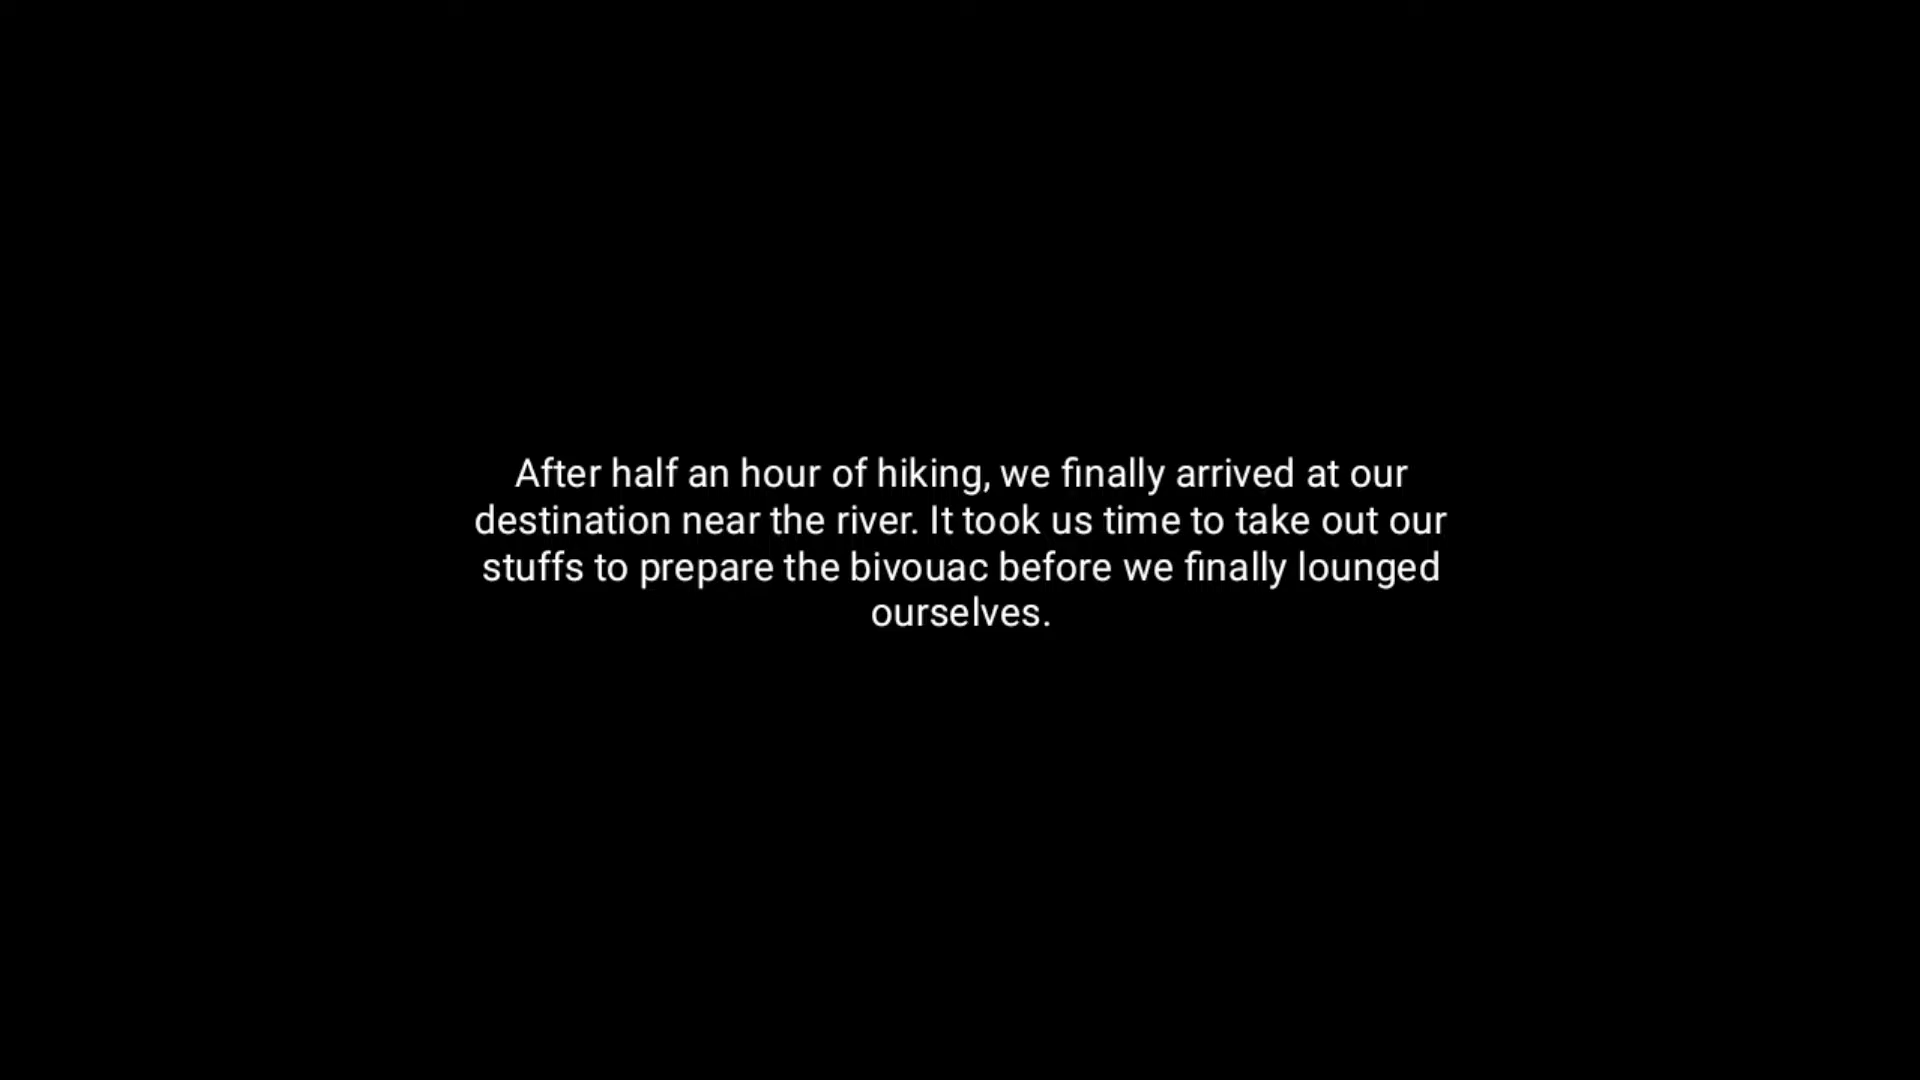 After half an hour of hiking, we finally arrived at our
destination near the river. It took us time to take out our
stuffs to prepare the bivouac before we finally lounged
ourselves.